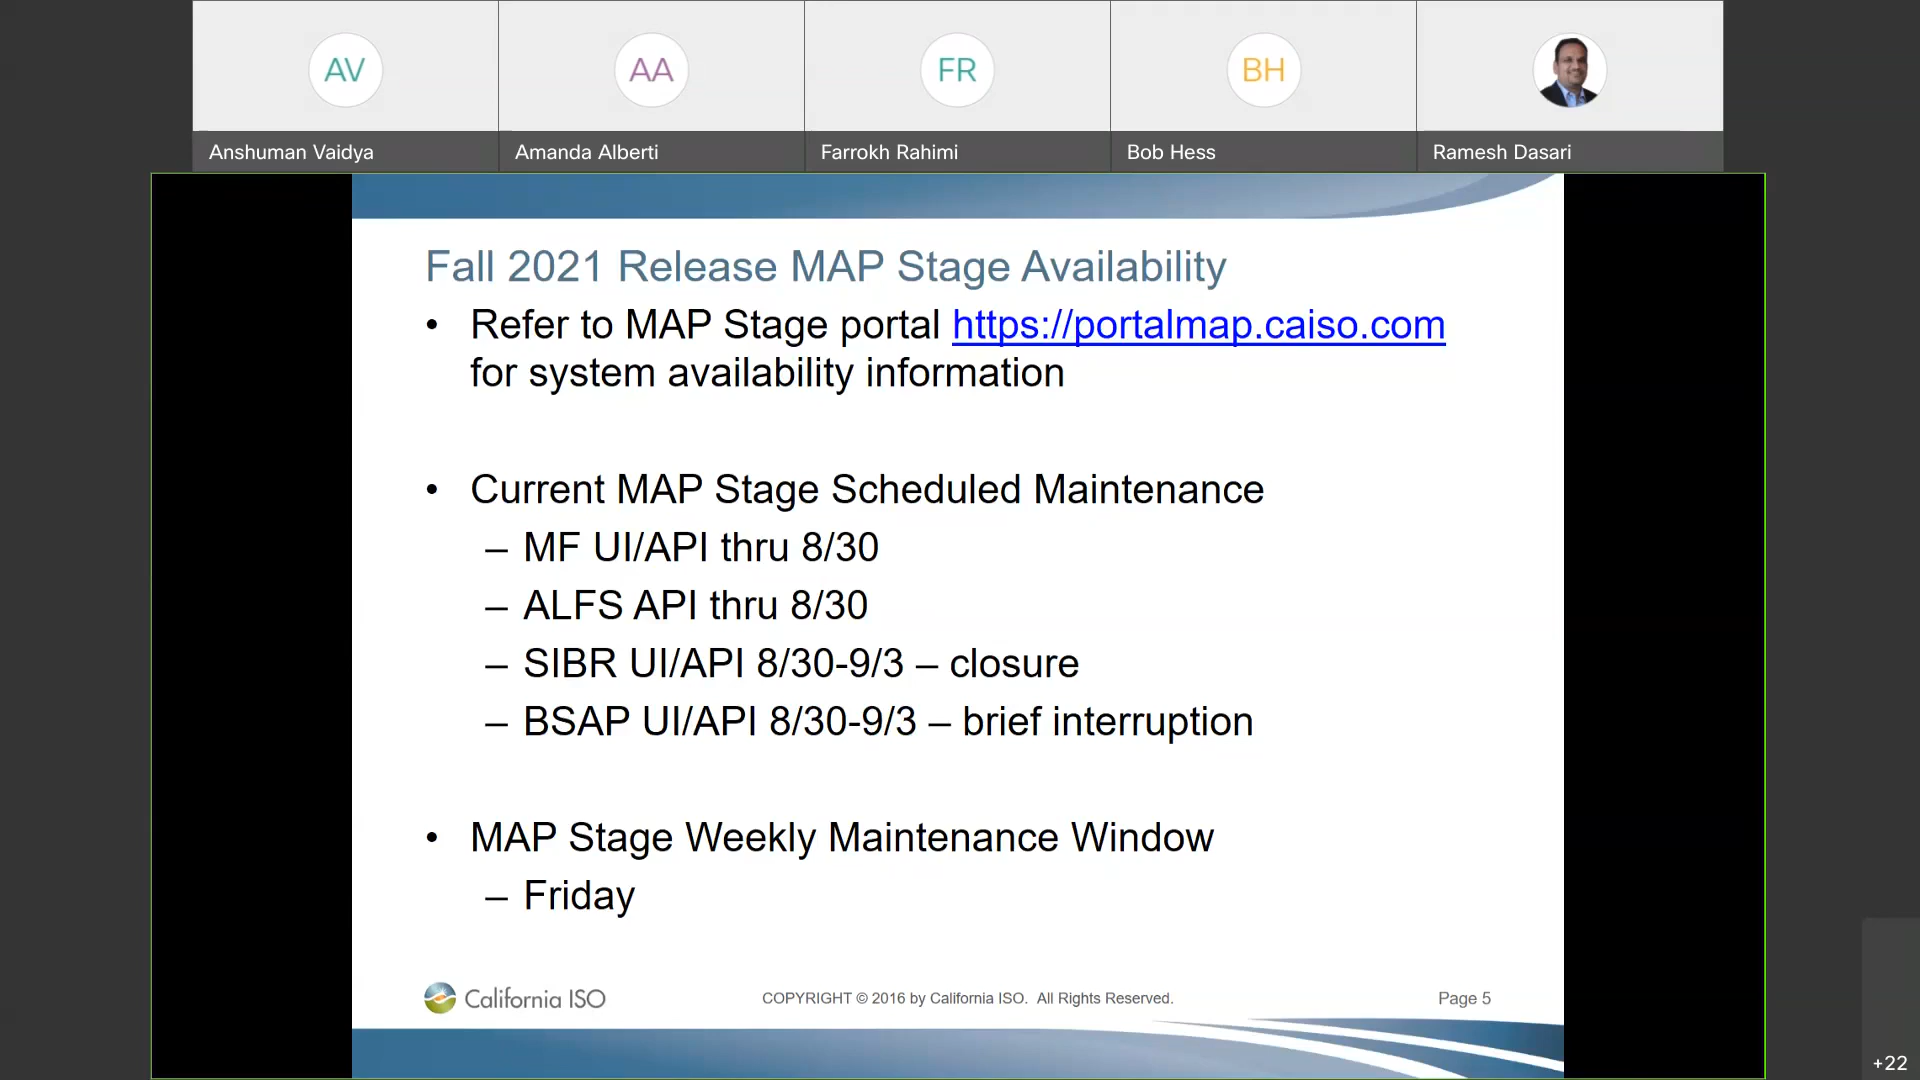 AV
AA
FR
BH
Anshuman Vaidya
Amanda Alberti
Farrokh Rahimi
Bob Hess
Ramesh Dasari
Fall 2021 Release MAP Stage Availability
• Refer to MAP Stage portal https://portalmap.caiso.com
for system availability information
• Current MAP Stage Scheduled Maintenance
– MF UI/API thru 8/30
– ALFS API thru 8/30
– SIBR UI/API 8/30-9/3 – closure
– BSAP UI/API 8/30-9/3 – brief interruption
• MAP Stage Weekly Maintenance Window
– Friday
California ISO
COPYRIGHT © 2016 by California ISO. All Rights Reserved.
Page 5
+22